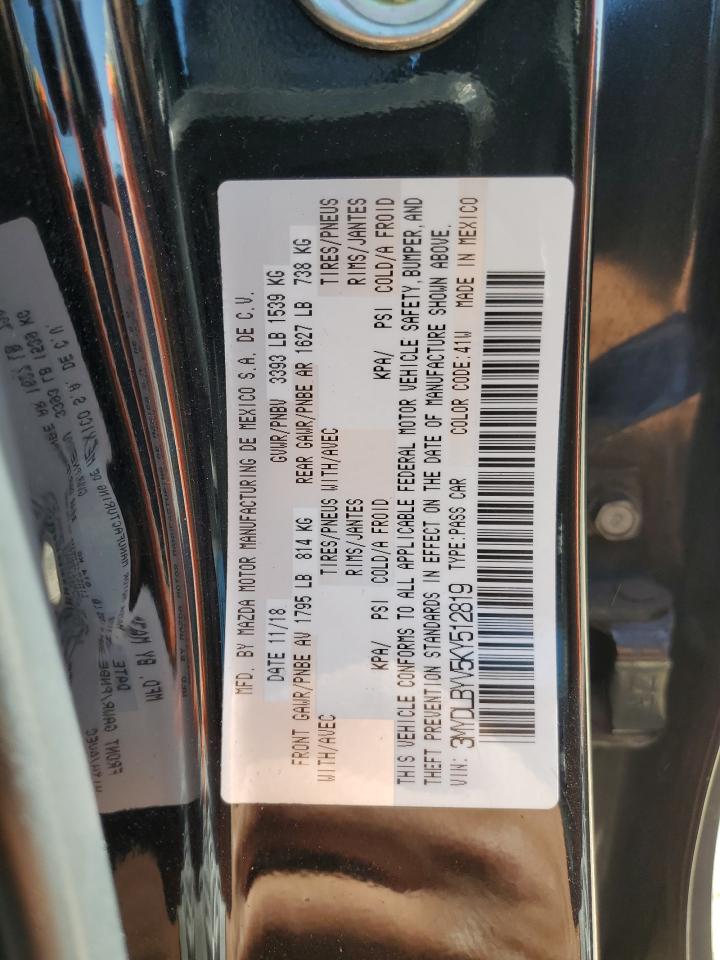 MFD. BY MAZDA MOTOR MANUFACTURING DE MEXICO S.A. DE C.V.
DATE 11/18 GVWR/PNBV 3393 LB 1539 KG
FRONT GAWR/PNBE AV 1795 LB 814 KG REAR GAWR/PNBE AR 1627 LB 738 KG
WITH/AVEC TIRES/PNEUS WITH/AVEC TIRES/PNEUS
RIMS/JANTES RIMS/JANTES
KPA/ PSI COLD/A FROID KPA/ PSI COLD/A FROID
THIS VEHICLE CONFORMS TO ALL APPLICABLE FEDERAL MOTOR VEHICLE SAFETY, BUMPER, AND
THEFT PREVENTION STANDARDS IN EFFECT ON THE DATE OF MANUFACTURE SHOWN ABOVE.
VIN: 3MYDLBYV5KY512819 TYPE:PASS CAR COLOR CODE:41W MADE IN MEXICO